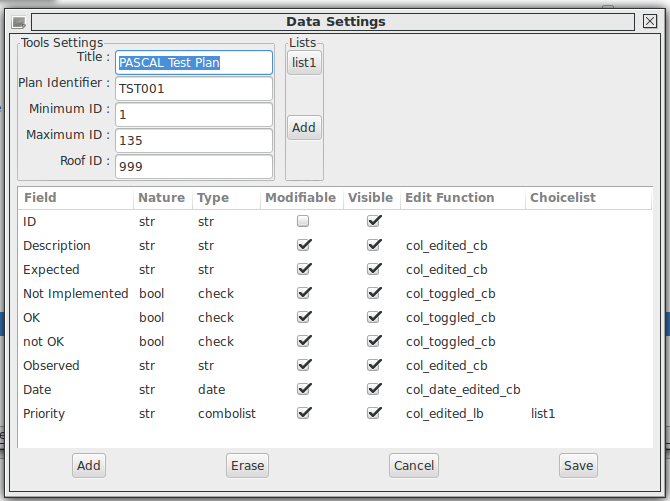 Data Settings
Tools Settings
Lists
Title : PASCAL Test Plan
list1
Plan Identifier : TST001
Minimum ID : 1
Add
Maximum ID : 135
Roof ID : 999
Field Nature Type Modifiable Visible Edit Function Choicelist
ID str str
Description str str col_edited_cb
Expected str str col_edited_cb
Not Implemented bool check col_toggled_cb
OK bool check col_toggled_cb
not OK bool check col_toggled_cb
Observed str str col_edited_cb
Date str date col_date_edited_cb
Priority str combolist col_edited_lb list1
Add Erase Cancel Save